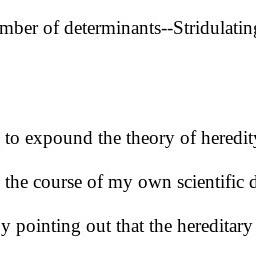 mber of determinants--Stridulating
to expound the theory of heredity
the course of my own scientific d
y pointing out that the hereditary